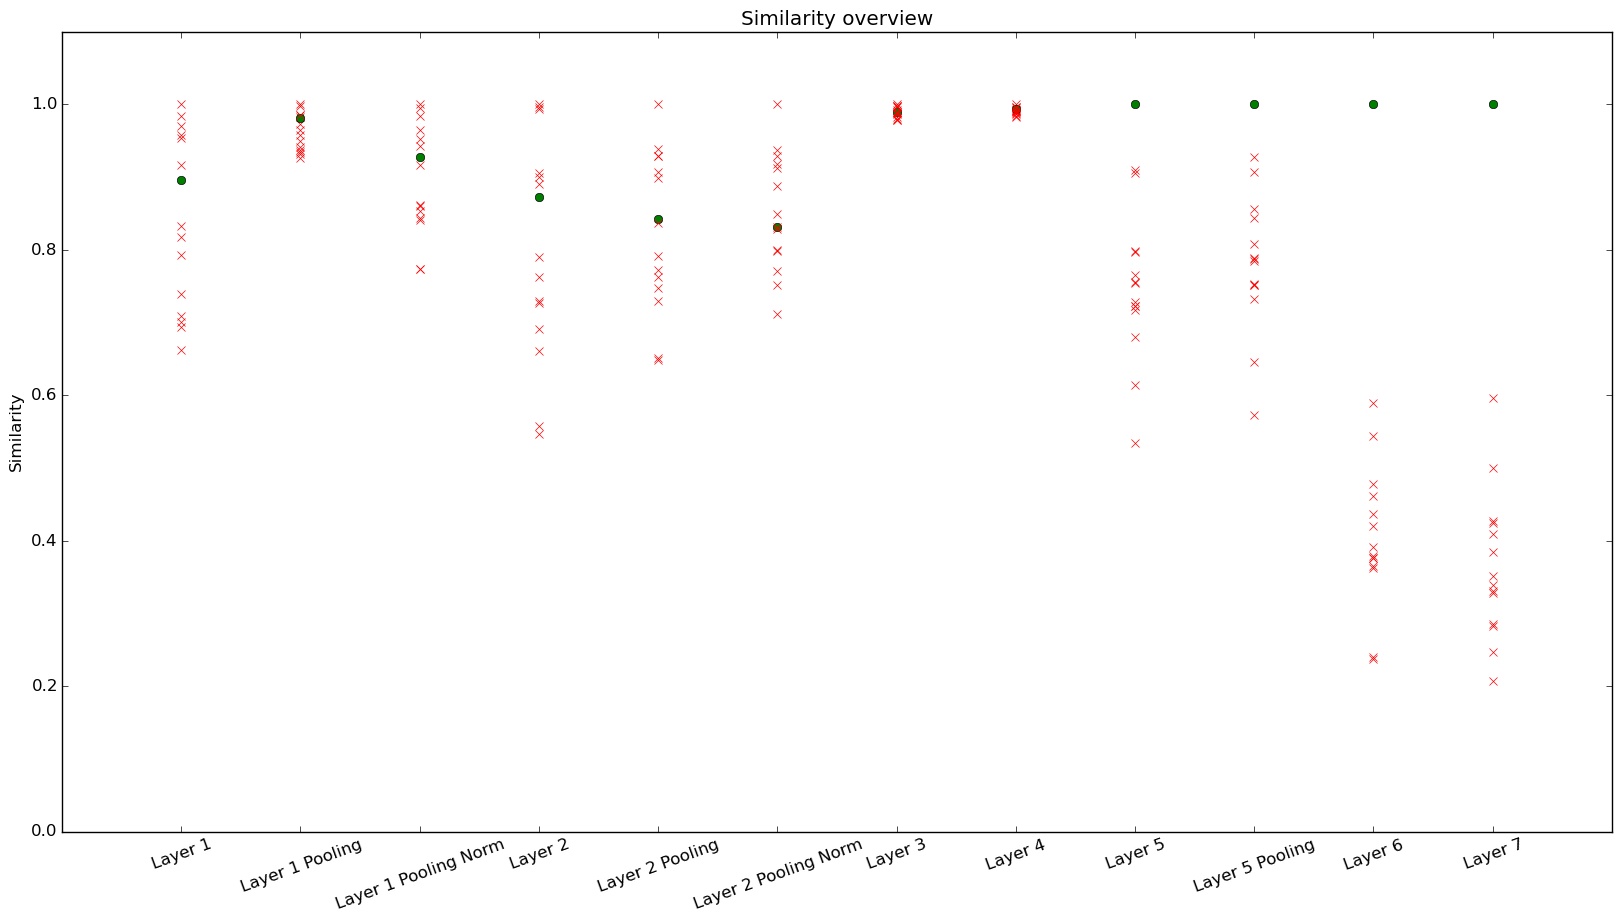 Similarity overview
Similarity
1.0
0.8
0.6
0.4
0.2
0.0
Layer 1
Layer 1 Pooling
Layer 1 Pooling Norm
Layer 2
Layer 2 Pooling
Layer 2 Pooling Norm
Layer 3
Layer 4
Layer 5
Layer 5 Pooling
Layer 6
Layer 7